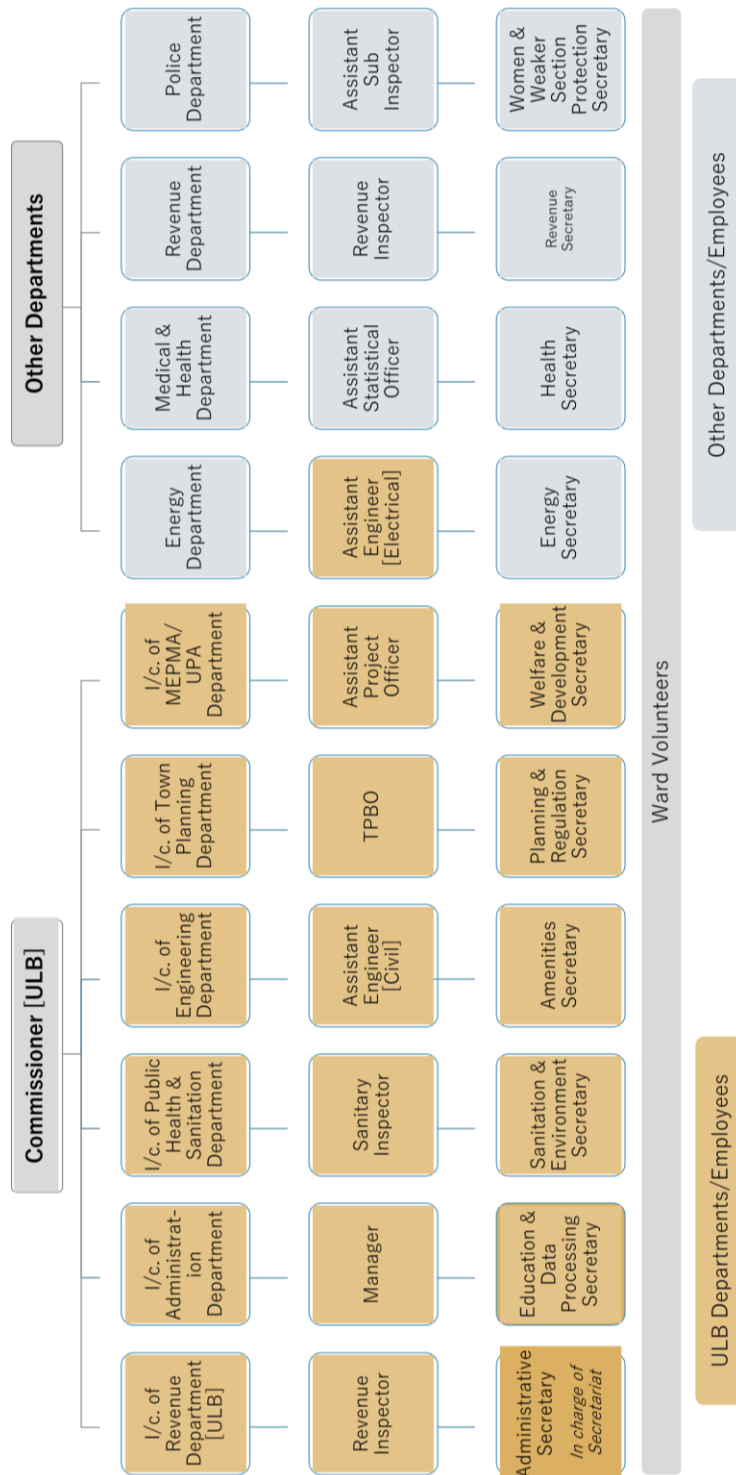 Commissioner [ULB]
Other Departments
I/c. of
Revenue
Department
[ULB]
I/c. of
Administrat-
ion
Department
I/c. of Public
Health &
Sanitation
Department
I/c. of
Engineering
Department
I/c. of Town
Planning
Department
I/c. of
MEPMA/
UPA
Department
Energy
Department
Medical &
Health
Department
Revenue
Department
Police
Department
Revenue
Inspector
Manager
Sanitary
Inspector
Assistant
Engineer
[Civil]
TPBO
Assistant
Project
Officer
Assistant
Engineer
[Electrical]
Assistant
Statistical
Officer
Revenue
Inspector
Assistant
Sub
Inspector
Administrative
Secretary
In charge of
Secretariat
Education &
Data
Processing
Secretary
Sanitation &
Environment
Secretary
Amenities
Secretary
Planning &
Regulation
Secretary
Welfare &
Development
Secretary
Energy
Secretary
Health
Secretary
Revenue
Secretary
Women &
Weaker
Section
Protection
Secretary
Ward Volunteers
ULB Departments/Employees
Other Departments/Employees